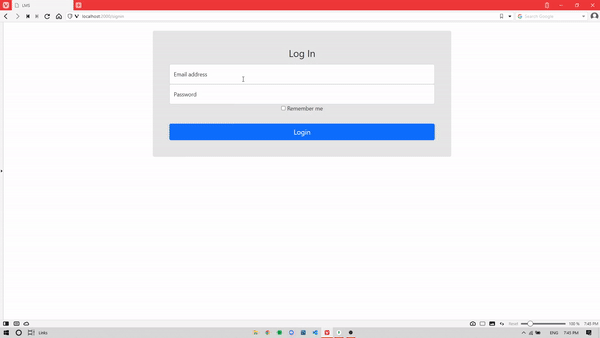 LMS
localhost:3000/signin
Search Google
Log In
Email address
Password
Remember me
Login
Reset
100 %
7:45 PM
Links
ENG
7:45 PM